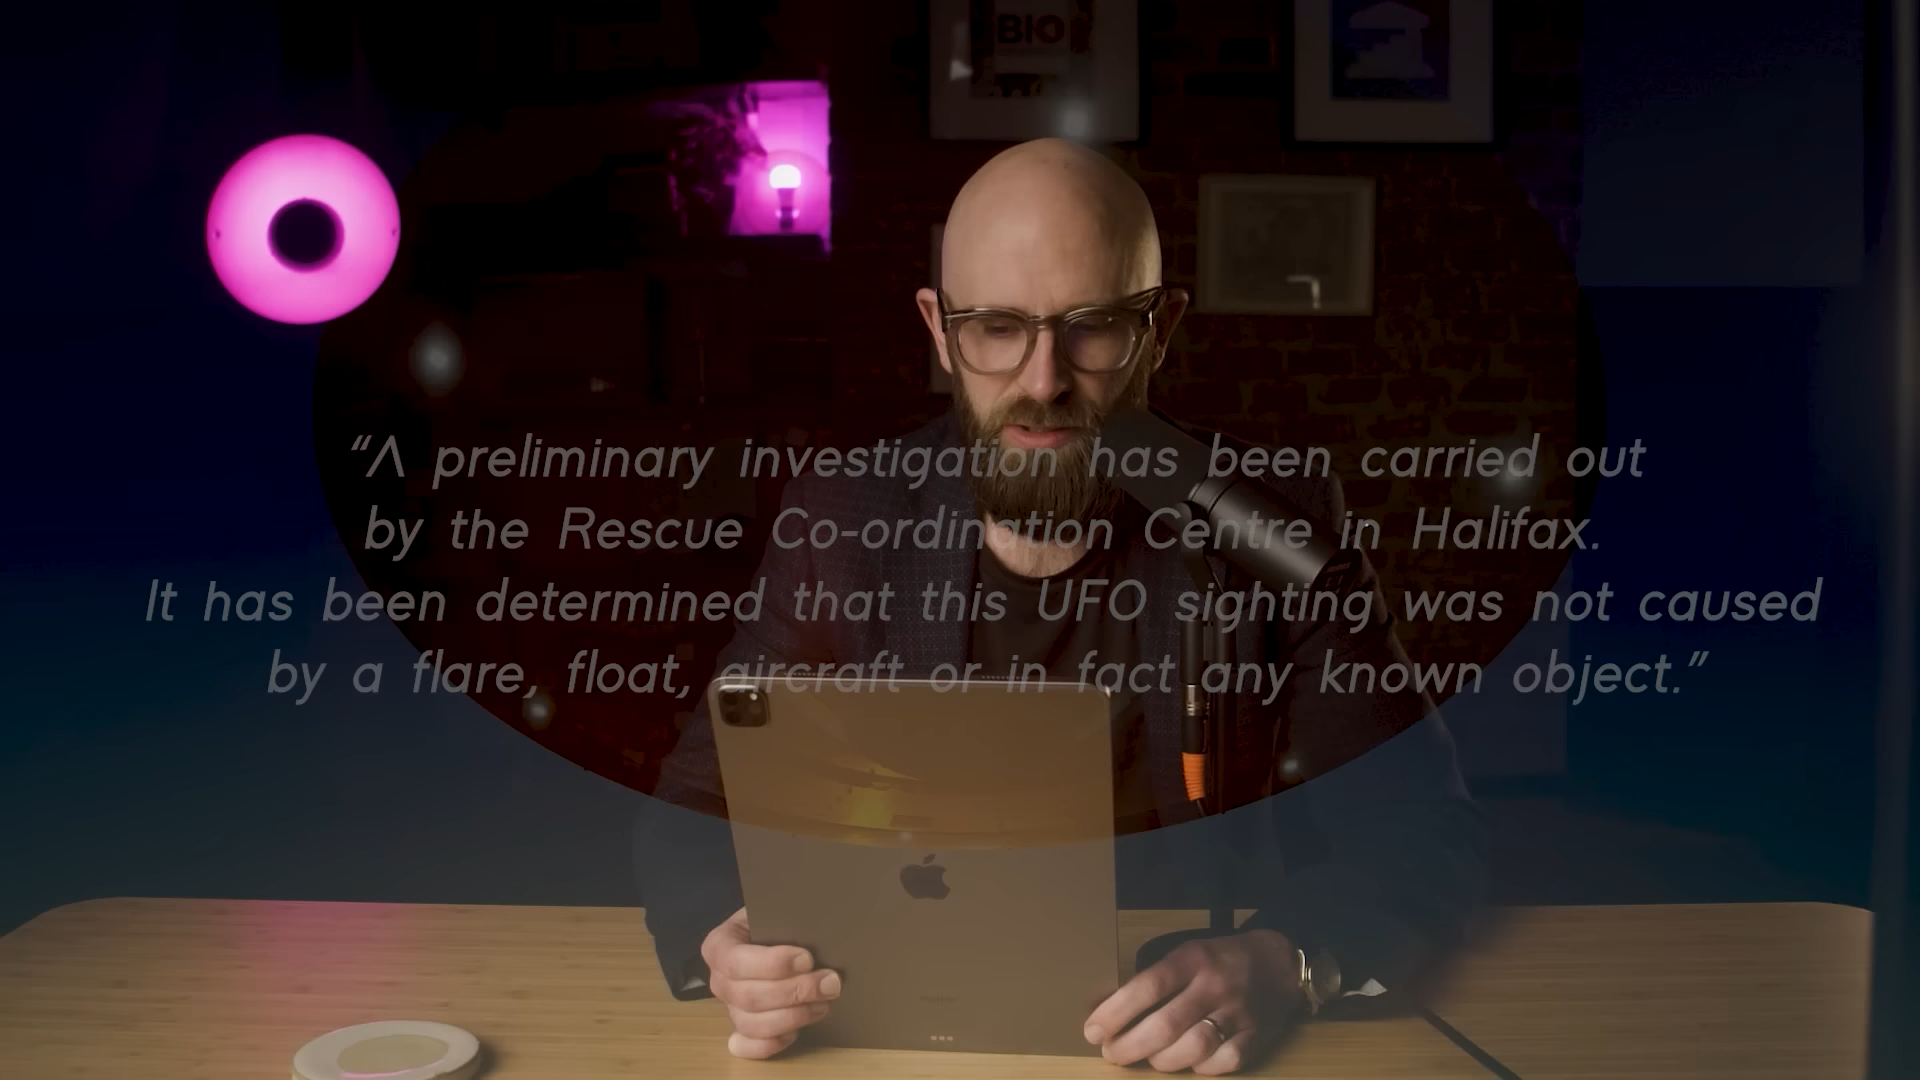 BIO
“A preliminary investigation has been carried out
by the Rescue Co-ordination Centre in Halifax.
It has been determined that this UFO sighting was not caused
by a flare, float, aircraft or in fact any known object.”